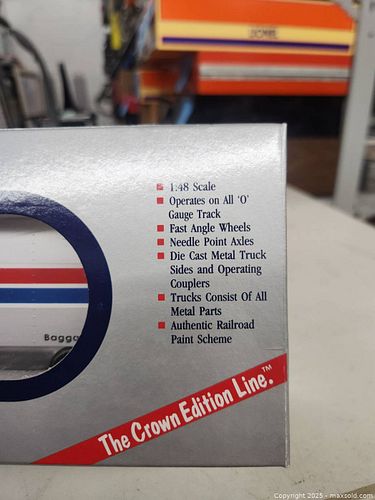 LIONEL
1:48 Scale
Operates on All 'O'
Gauge Track
Fast Angle Wheels
Needle Point Axles
Die Cast Metal Truck
Sides and Operating
Couplers
Trucks Consist Of All
Metal Parts
Authentic Railroad
Paint Scheme
Bagga
The Crown Edition Line.™
Copyright 2025 - maxsold.com